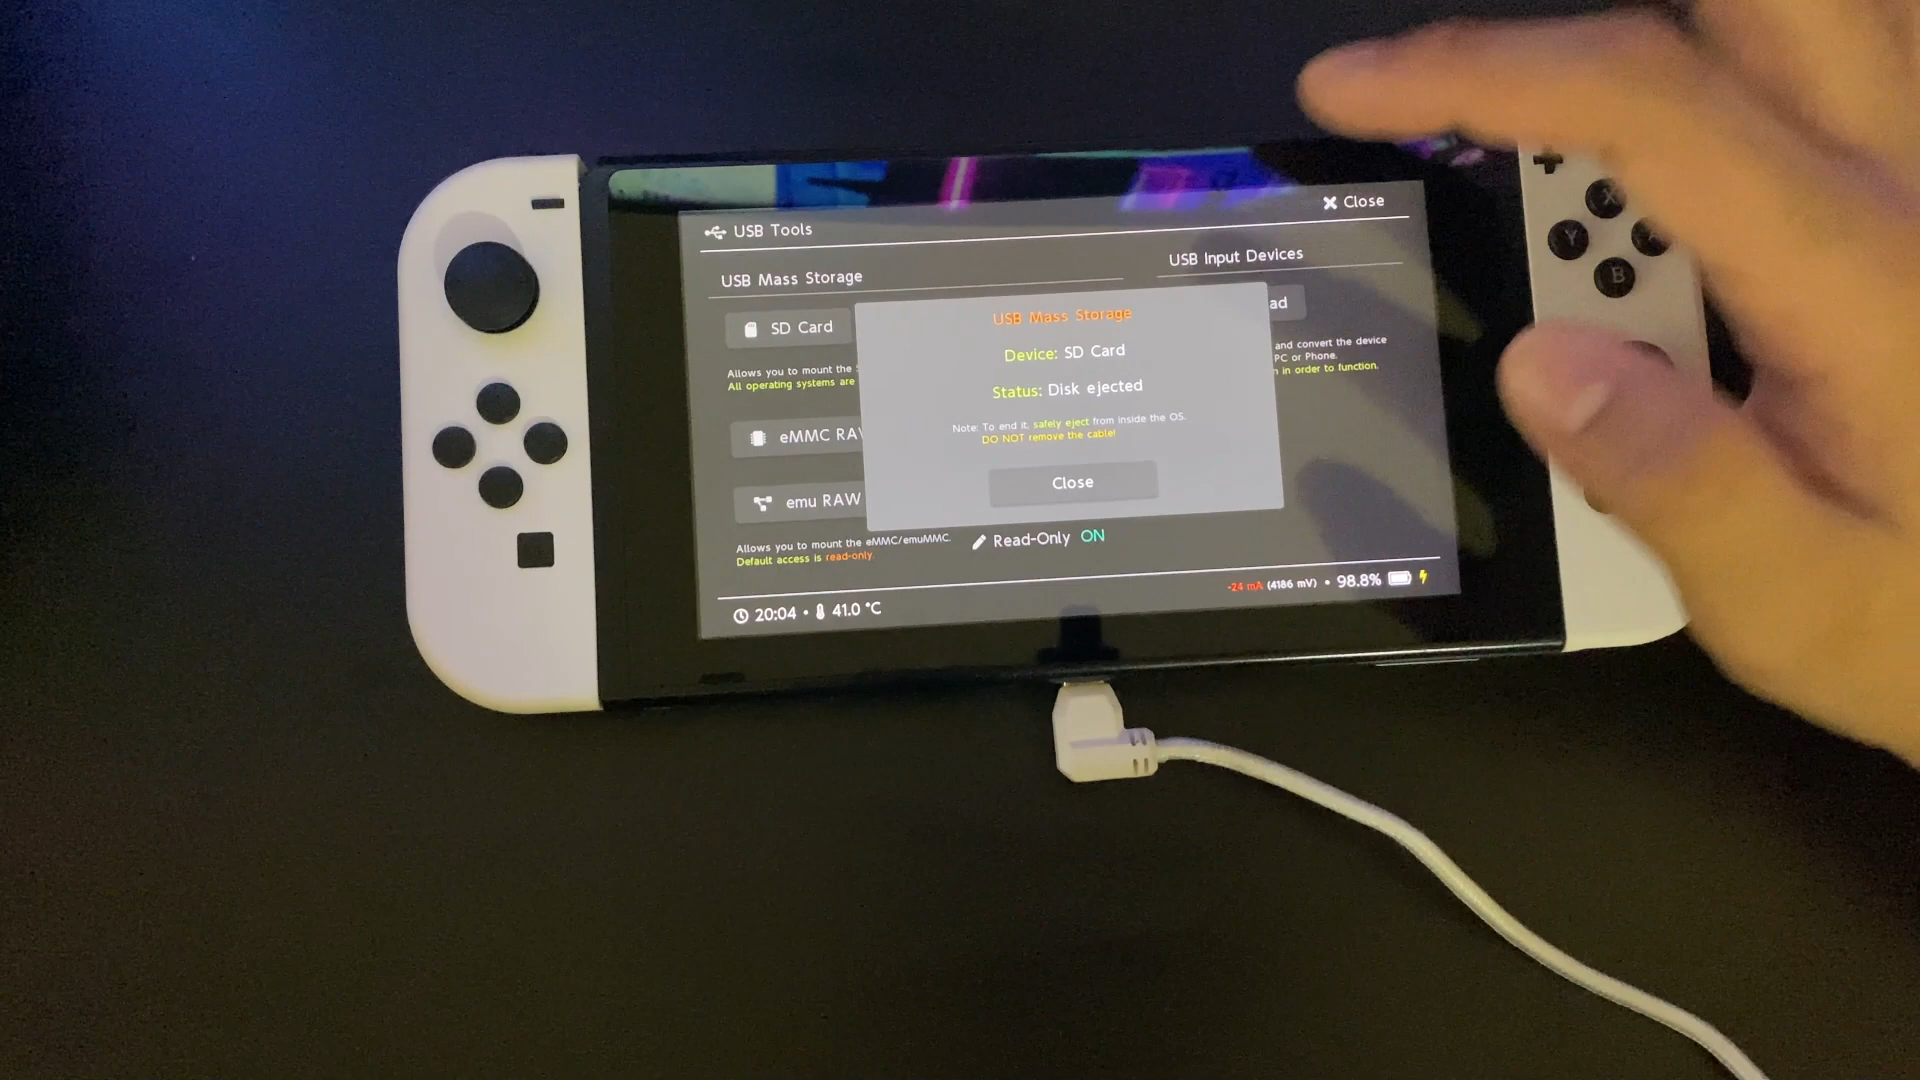 Close
USB Tools
USB Mass Storage
USB Input Devices
SD Card
ad
USB Mass Storage
Device: SD Card
Status: Disk ejected
Note: To end it, safely eject from inside the OS.
DO NOT remove the cable!
Close
Allows you to mount the
All operating systems are
and convert the device
PC or Phone.
in order to function.
eMMC RAW
emu RAW
Allows you to mount the eMMC/emuMMC.
Default access is read-only.
Read-Only ON
20:04 • 41.0 °C
-24 mA (4186 mV) • 98.8%
X
Y
B